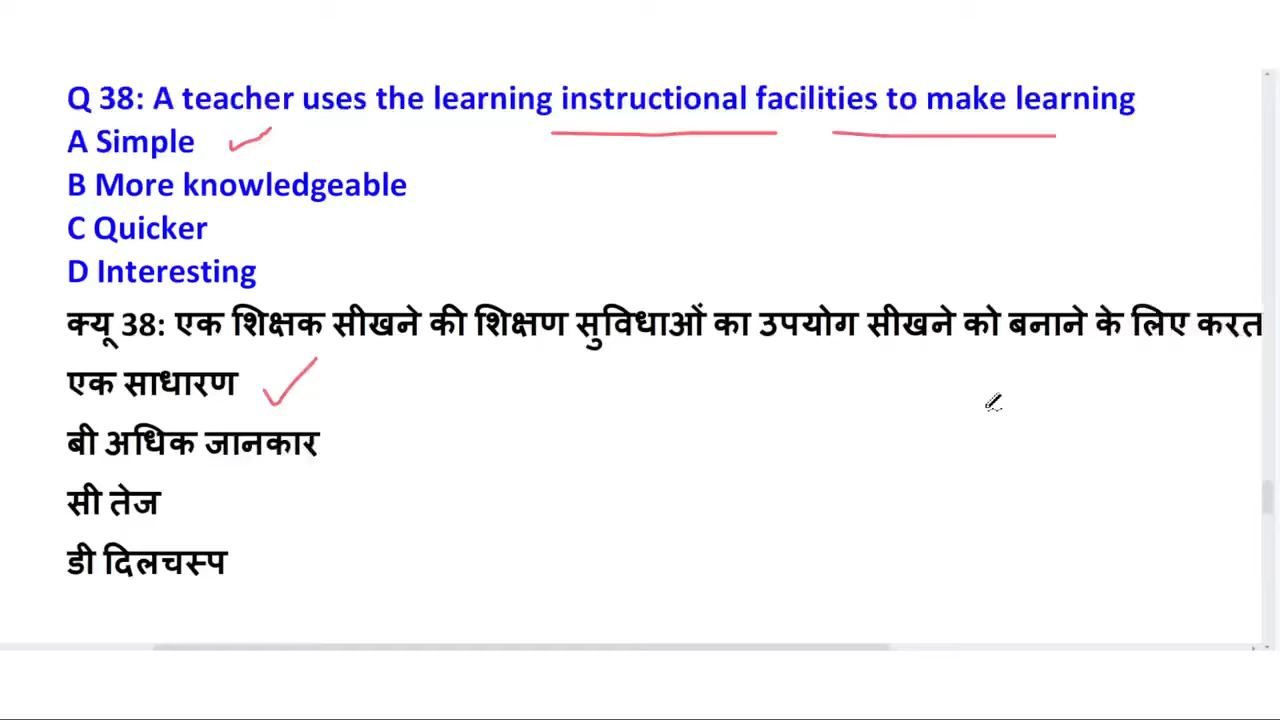 Q 38: A teacher uses the learning instructional facilities to make learning
A Simple
B More knowledgeable
C Quicker
D Interesting
क्यू 38: एक शिक्षक सीखने की शिक्षण सुविधाओं का उपयोग सीखने को बनाने के लिए करत
एक साधारण
बी अधिक जानकार
सी तेज
डी दिलचस्प